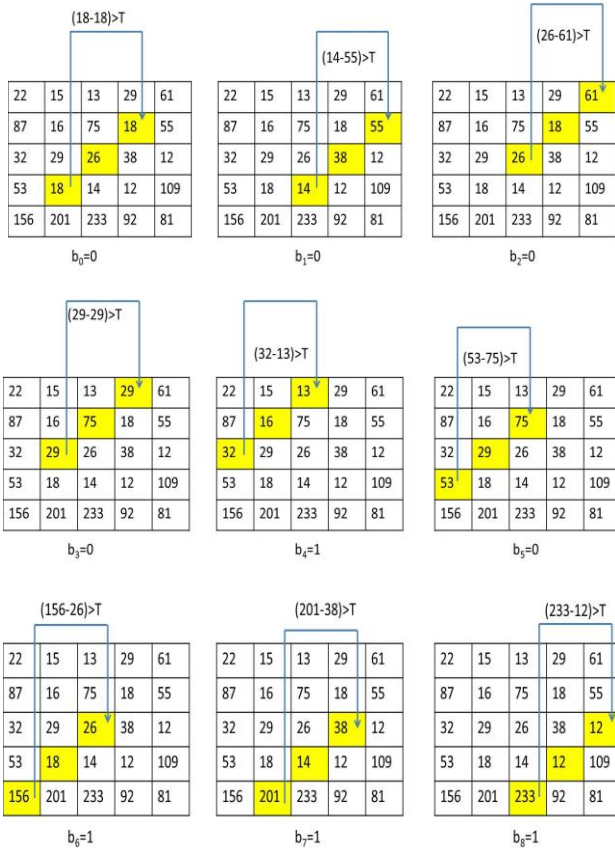 (18-18)>T
22 15 13 29 61
87 16 75 18 55
32 29 26 38 12
53 18 14 12 109
156 201 233 92 81
b0=0
(14-55)>T
22 15 13 29 61
87 16 75 18 55
32 29 26 38 12
53 18 14 12 109
156 201 233 92 81
b1=0
(26-61)>T
22 15 13 29 61
87 16 75 18 55
32 29 26 38 12
53 18 14 12 109
156 201 233 92 81
b2=0
(29-29)>T
22 15 13 29 61
87 16 75 18 55
32 29 26 38 12
53 18 14 12 109
156 201 233 92 81
b3=0
(32-13)>T
22 15 13 29 61
87 16 75 18 55
32 29 26 38 12
53 18 14 12 109
156 201 233 92 81
b4=1
(53-75)>T
22 15 13 29 61
87 16 75 18 55
32 29 26 38 12
53 18 14 12 109
156 201 233 92 81
b5=0
(156-26)>T
22 15 13 29 61
87 16 75 18 55
32 29 26 38 12
53 18 14 12 109
156 201 233 92 81
b6=1
(201-38)>T
22 15 13 29 61
87 16 75 18 55
32 29 26 38 12
53 18 14 12 109
156 201 233 92 81
b7=1
(233-12)>T
22 15 13 29 61
87 16 75 18 55
32 29 26 38 12
53 18 14 12 109
156 201 233 92 81
b8=1